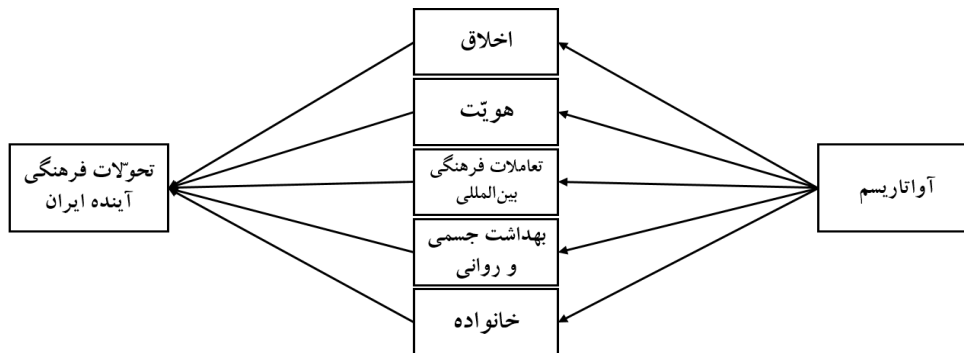 آواتاریسم
اخلاق
هویّت
تعاملات فرهنگی
بین‌المللی
بهداشت جسمی
و روانی
خانواده
تحوّلات فرهنگی
آینده ایران